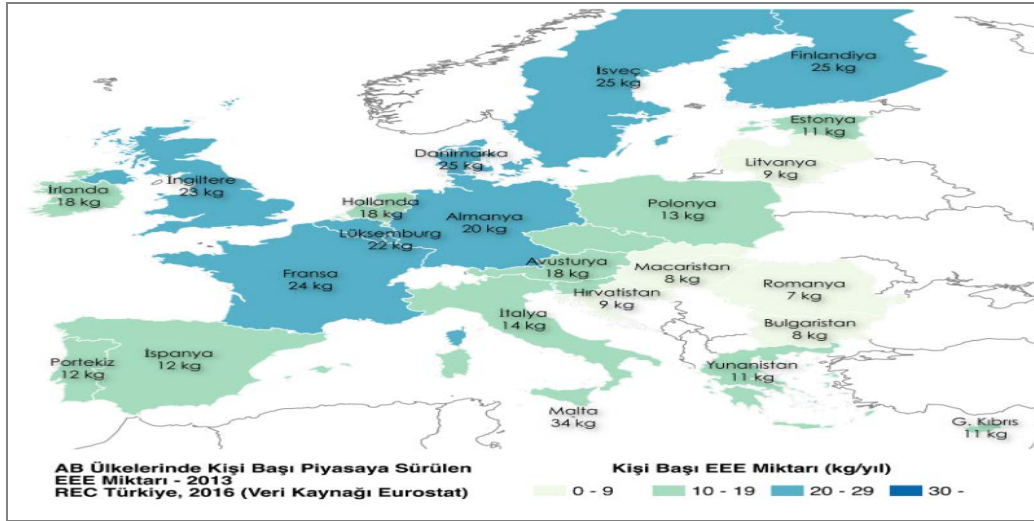 Finlandiya
25 kg
İsveç
25 kg
Estonya
11 kg
Litvanya
9 kg
Danimarka
25 kg
İrlanda
18 kg
İngiltere
23 kg
Hollanda
18 kg
Almanya
20 kg
Polonya
13 kg
Lüksemburg
22 kg
Fransa
24 kg
Avusturya
18 kg
Macaristan
8 kg
Hırvatistan
9 kg
Romanya
7 kg
İtalya
14 kg
Bulgaristan
8 kg
Portekiz
12 kg
İspanya
12 kg
Yunanistan
11 kg
Malta
34 kg
G. Kıbrıs
11 kg
AB Ülkelerinde Kişi Başı Piyasaya Sürülen
EEE Miktarı - 2013
REC Türkiye, 2016 (Veri Kaynağı Eurostat)
Kişi Başı EEE Miktarı (kg/yıl)
0 - 9 10 - 19 20 - 29 30 -